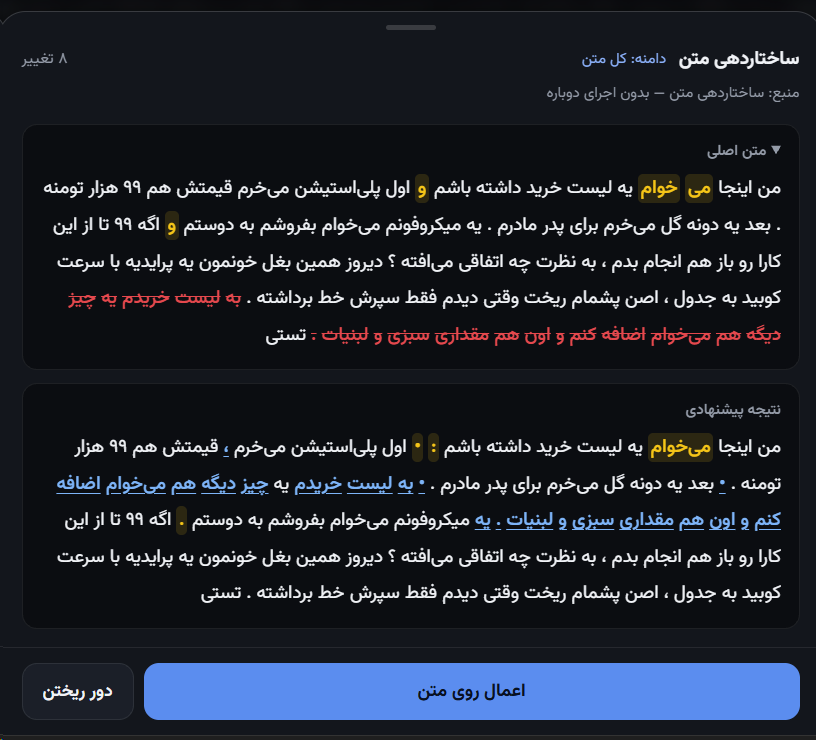 ساختاردهی متن دامنه: کل متن ۸ تغییر
منبع: ساختاردهی متن — بدون اجرای دوباره
▼ متن اصلی
من اینجا می خوام یه لیست خرید داشته باشم و اول پلی‌استیشن می‌خرم قیمتش هم ۹۹ هزار تومنه
. بعد یه دونه گل می‌خرم برای پدر مادرم . یه میکروفونم می‌خوام بفروشم به دوستم و اگه ۹۹ تا از این
کارا رو باز هم انجام بدم ، به نظرت چه اتفاقی می‌افته ؟ دیروز همین بغل خونمون یه پرایدیه با سرعت
کوبید به جدول ، اصن پشمام ریخت وقتی دیدم فقط سپرش خط برداشته . به لیست خریدم یه چیز
دیگه هم می‌خوام اضافه کنم و اون هم مقداری سبزی و لبنیات . تستی
نتیجه پیشنهادی
من اینجا می‌خوام یه لیست خرید داشته باشم : • اول پلی‌استیشن می‌خرم ، قیمتش هم ۹۹ هزار
تومنه . • بعد یه دونه گل می‌خرم برای پدر مادرم . • به لیست خریدم یه چیز دیگه هم می‌خوام اضافه
کنم و اون هم مقداری سبزی و لبنیات . یه میکروفونم می‌خوام بفروشم به دوستم . اگه ۹۹ تا از این
کارا رو باز هم انجام بدم ، به نظرت چه اتفاقی می‌افته ؟ دیروز همین بغل خونمون یه پرایدیه با سرعت
کوبید به جدول ، اصن پشمام ریخت وقتی دیدم فقط سپرش خط برداشته . تستی
اعمال روی متن دور ریختن